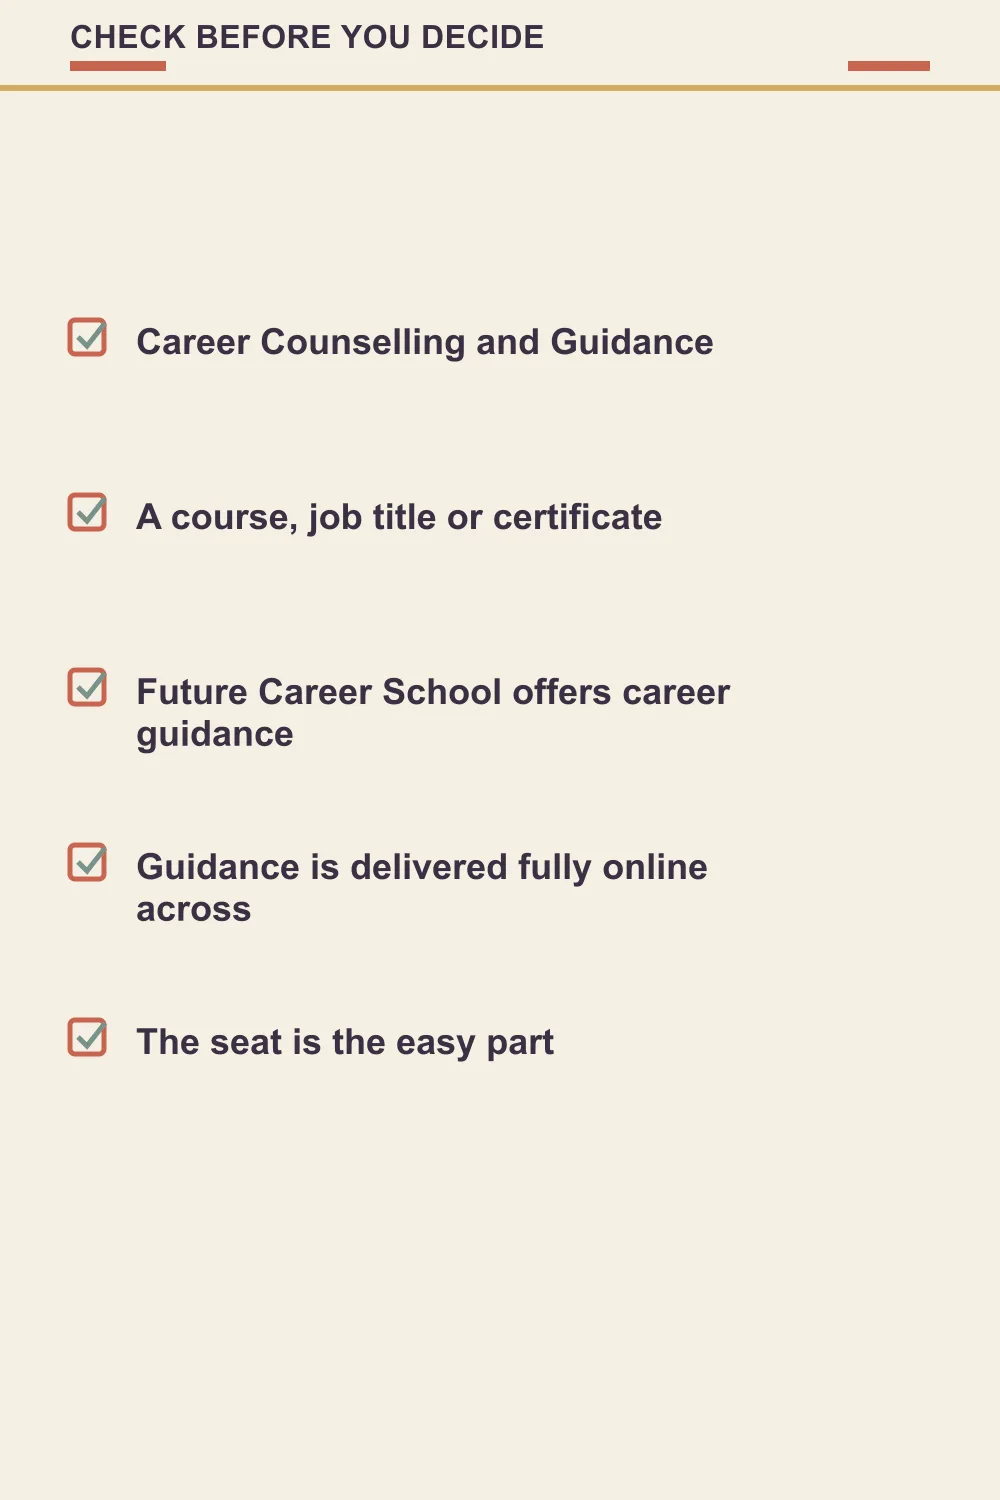 CHECK BEFORE YOU DECIDE
Career Counselling and Guidance
A course, job title or certificate
Future Career School offers career
guidance
Guidance is delivered fully online
across
The seat is the easy part